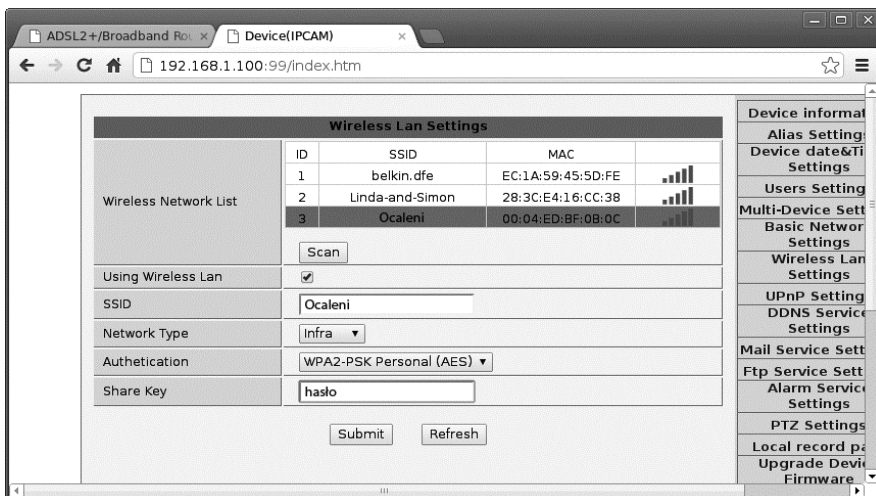 ADSL2+/Broadband Rou
Device(IPCAM)
192.168.1.100:99/index.htm
Wireless Lan Settings
Wireless Network List
ID SSID MAC
1 belkin.dfe EC:1A:59:45:5D:FE
2 Linda-and-Simon 28:3C:E4:16:CC:38
3 Ocaleni 00:04:ED:BF:0B:0C
Scan
Using Wireless Lan
SSID Ocaleni
Network Type Infra
Authetication WPA2-PSK Personal (AES)
Share Key hasło
Submit Refresh
Device informat
Alias Setting
Device date&Ti
Settings
Users Setting
Multi-Device Sett
Basic Networ
Settings
Wireless Lan
Settings
UPnP Setting
DDNS Service
Settings
Mail Service Sett
Ftp Service Sett
Alarm Service
Settings
PTZ Settings
Local record pa
Upgrade Devi
Firmware